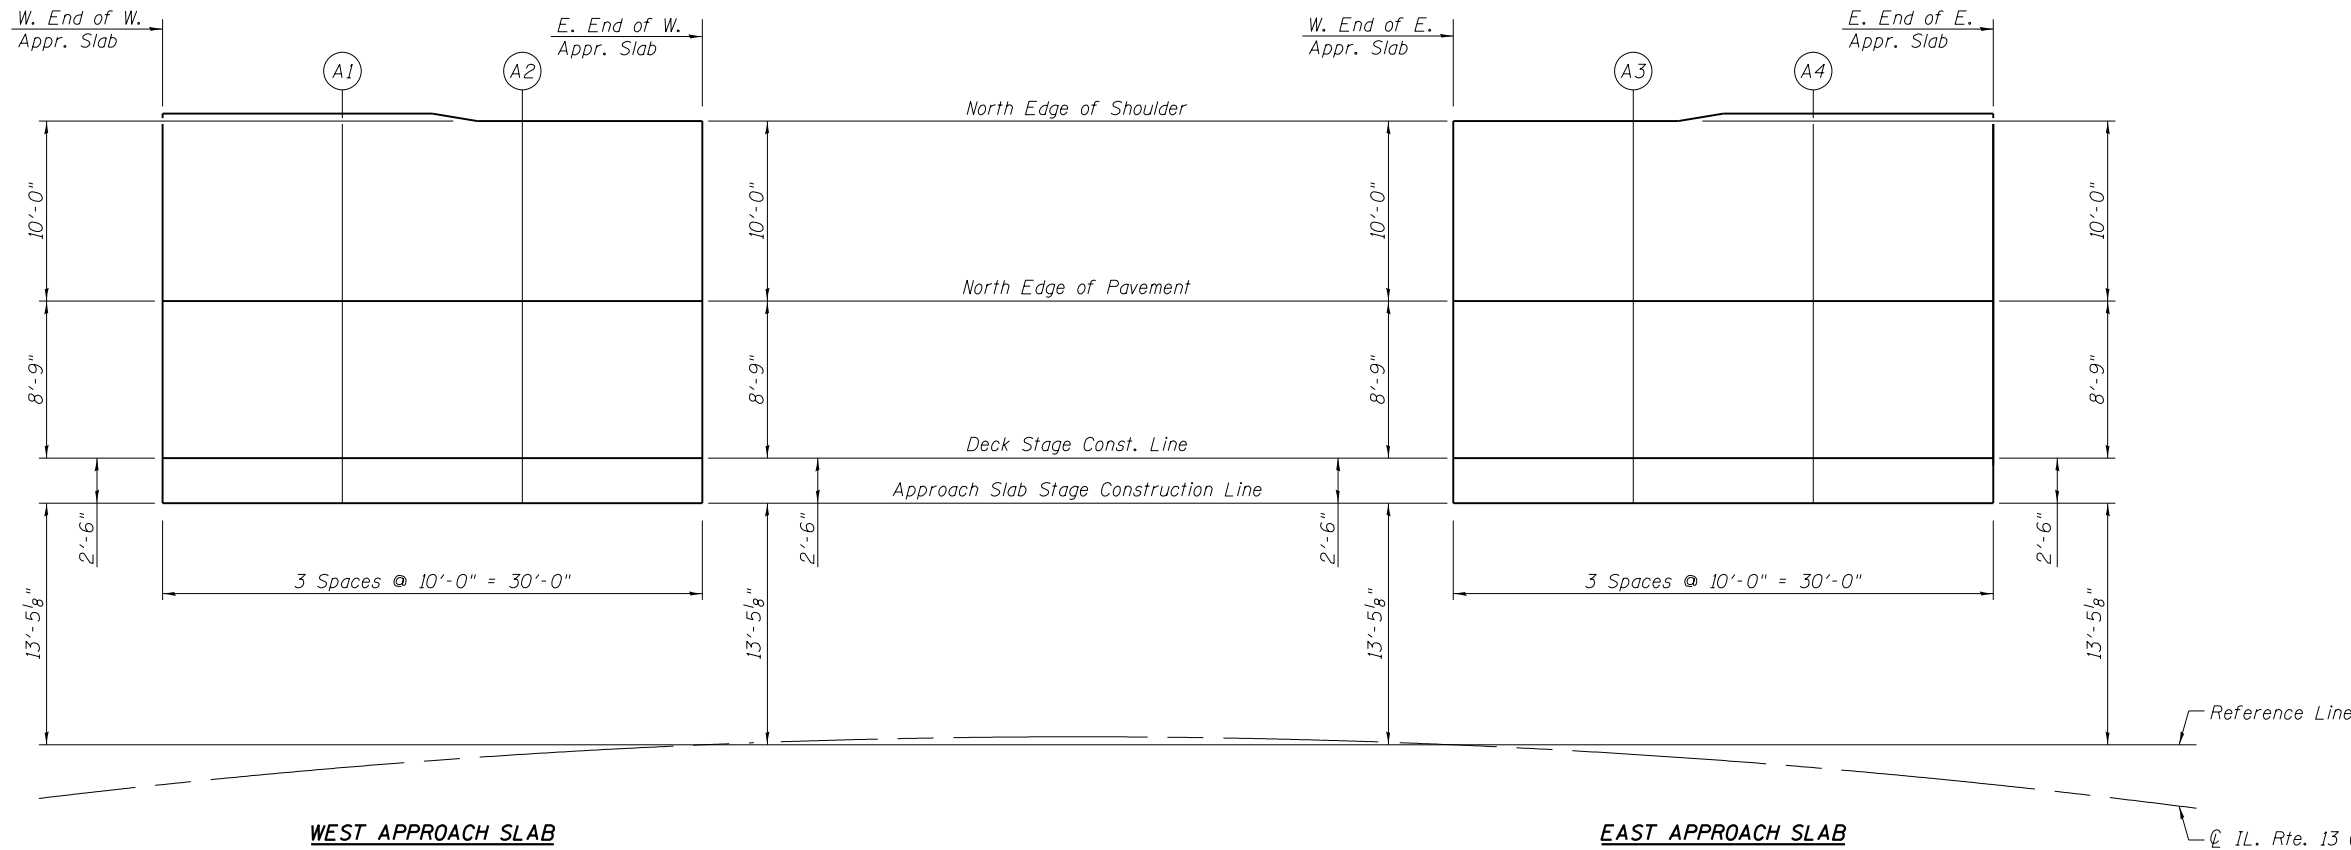 W. End of W.
Appr. Slab
E. End of W.
Appr. Slab
W. End of E.
Appr. Slab
E. End of E.
Appr. Slab
A1
A2
A3
A4
North Edge of Shoulder
10'-0"
10'-0"
10'-0"
10'-0"
North Edge of Pavement
8'-9"
8'-9"
8'-9"
8'-9"
Deck Stage Const. Line
Approach Slab Stage Construction Line
2'-6"
2'-6"
2'-6"
2'-6"
3 Spaces @ 10'-0" = 30'-0"
3 Spaces @ 10'-0" = 30'-0"
13'-5⅛"
13'-5⅛"
13'-5⅛"
13'-5⅛"
Reference Line
℄ IL. Rte. 13 (
WEST APPROACH SLAB
EAST APPROACH SLAB